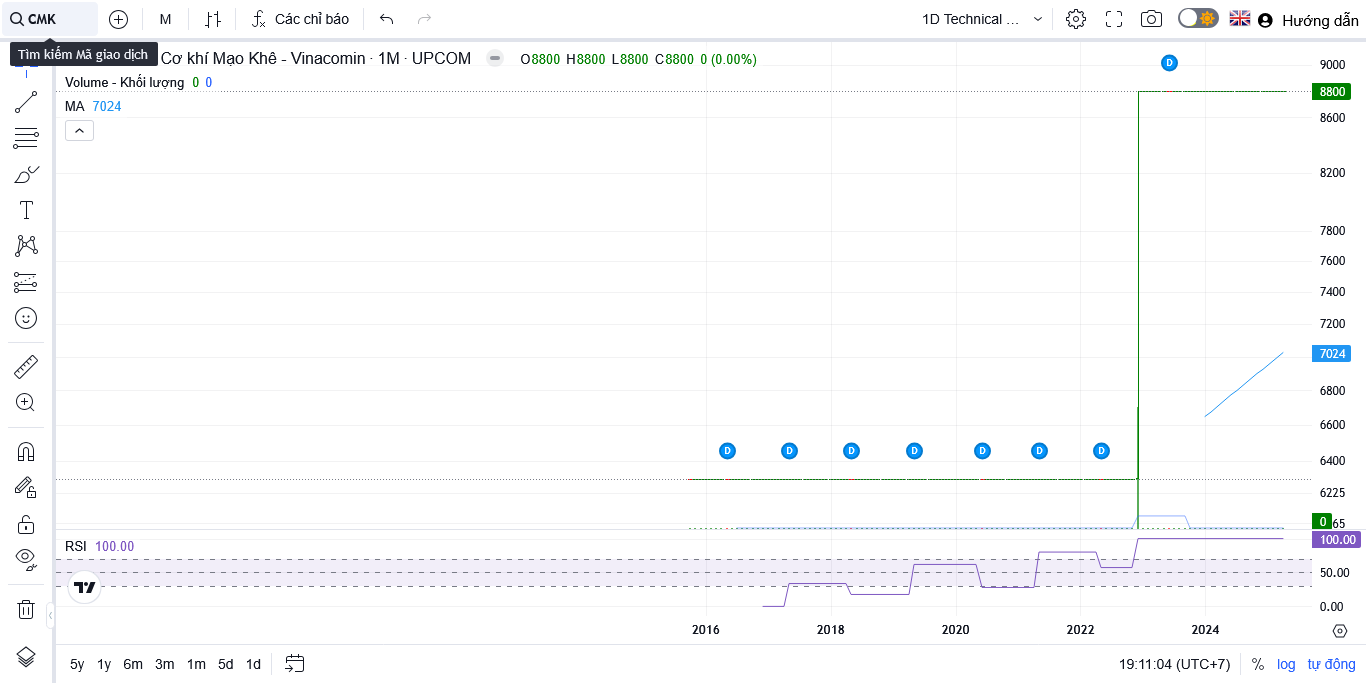 CMK
M
Các chỉ báo
1D Technical ...
Hướng dẫn
Tìm kiếm Mã giao dịch
Cơ khí Mạo Khê - Vinacomin · 1M · UPCOM
O8800 H8800 L8800 C8800 0 (0.00%)
Volume - Khối lượng 0 0
MA 7024
9000
8800
8600
8200
7800
7600
7400
7200
7024
6800
6600
6400
6225
0
65
D
D D D D D D D
RSI 100.00
100.00
50.00
0.00
2016 2018 2020 2022 2024
5y 1y 6m 3m 1m 5d 1d
19:11:04 (UTC+7)
% log tự động